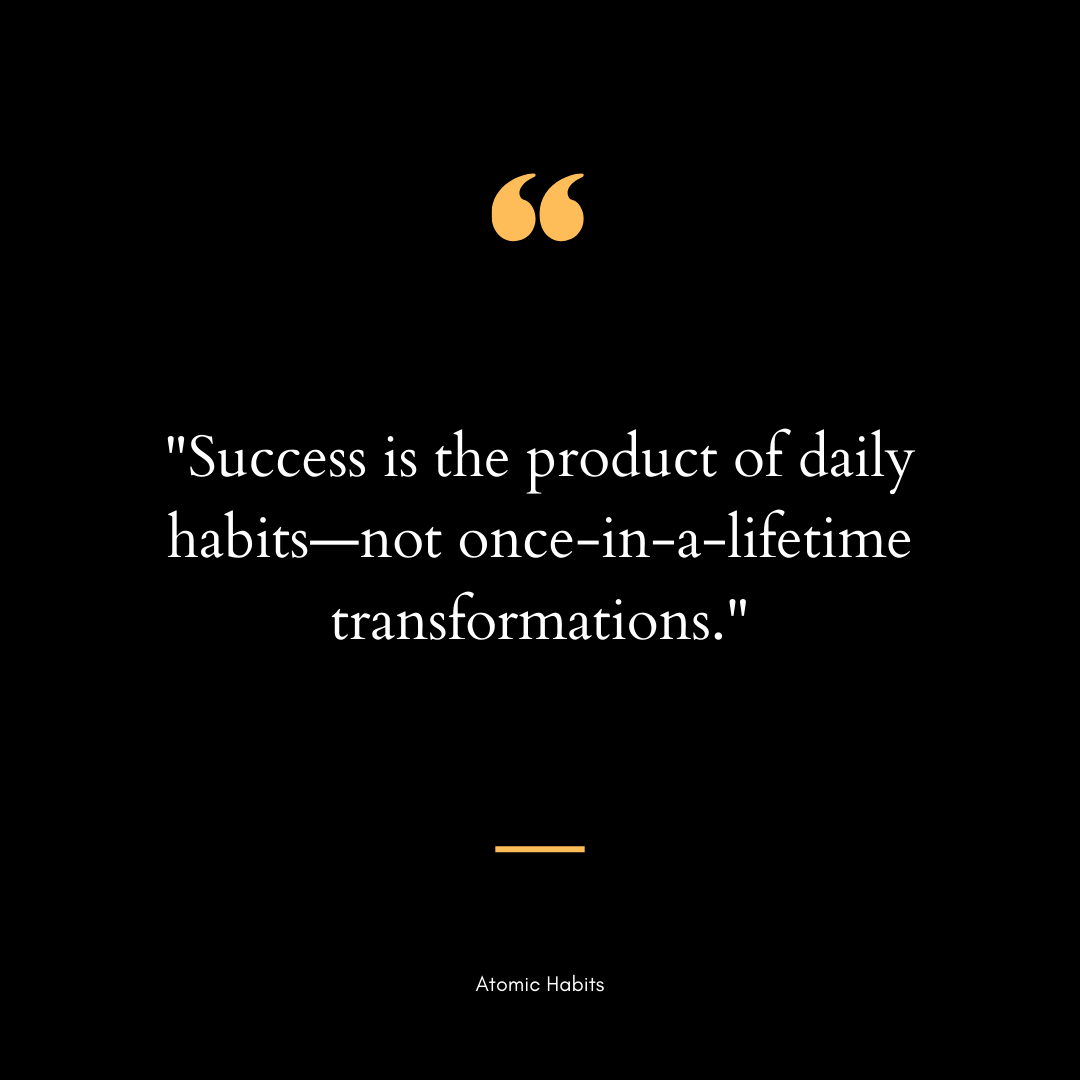 ❝
"Success is the product of daily
habits—not once-in-a-lifetime
transformations."
Atomic Habits